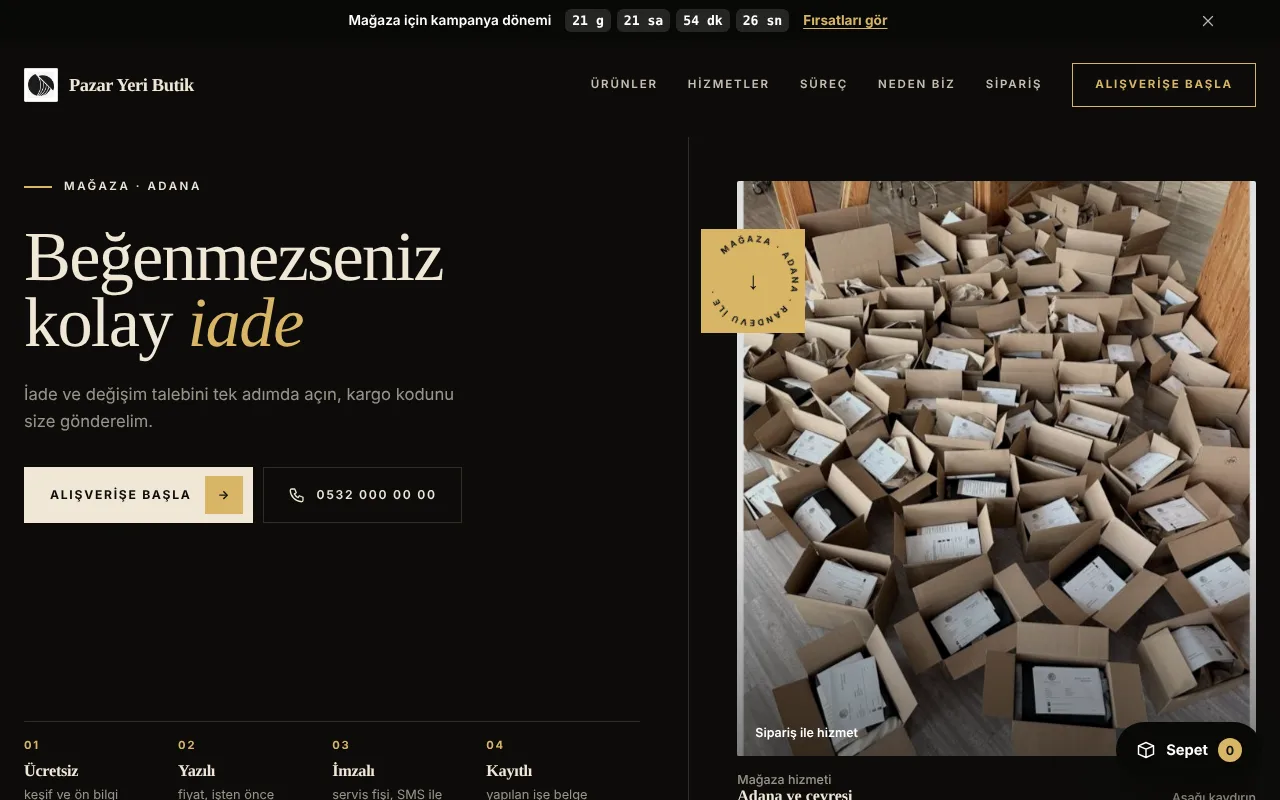 Mağaza için kampanya dönemi 21 g 21 sa 54 dk 26 sn Fırsatları gör
Pazar Yeri Butik
ÜRÜNLER HİZMETLER SÜREÇ NEDEN BİZ SİPARİŞ ALIŞVERİŞE BAŞLA
MAĞAZA · ADANA
Beğenmezseniz
kolay iade
İade ve değişim talebini tek adımda açın, kargo kodunu
size gönderelim.
ALIŞVERİŞE BAŞLA → 0532 000 00 00
MAĞAZA · ADANA · RANDEVU İLE ·
↓
Sipariş ile hizmet
Sepet 0
01 02 03 04
Ücretsiz Yazılı İmzalı Kayıtlı
keşif ve ön bilgi fiyat, işten önce servis fişi, SMS ile yapılan işe belge
Mağaza hizmeti
Adana ve çevresi
Aşağı kaydırın